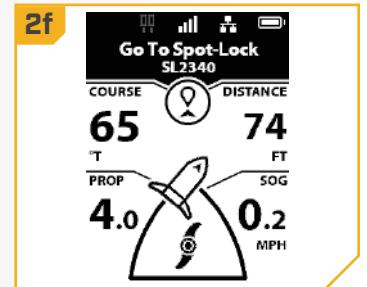 2f
Go To Spot-Lock
SL2340
COURSE DISTANCE
65 74
°T FT
PROP SOG
4.0 0.2
MPH